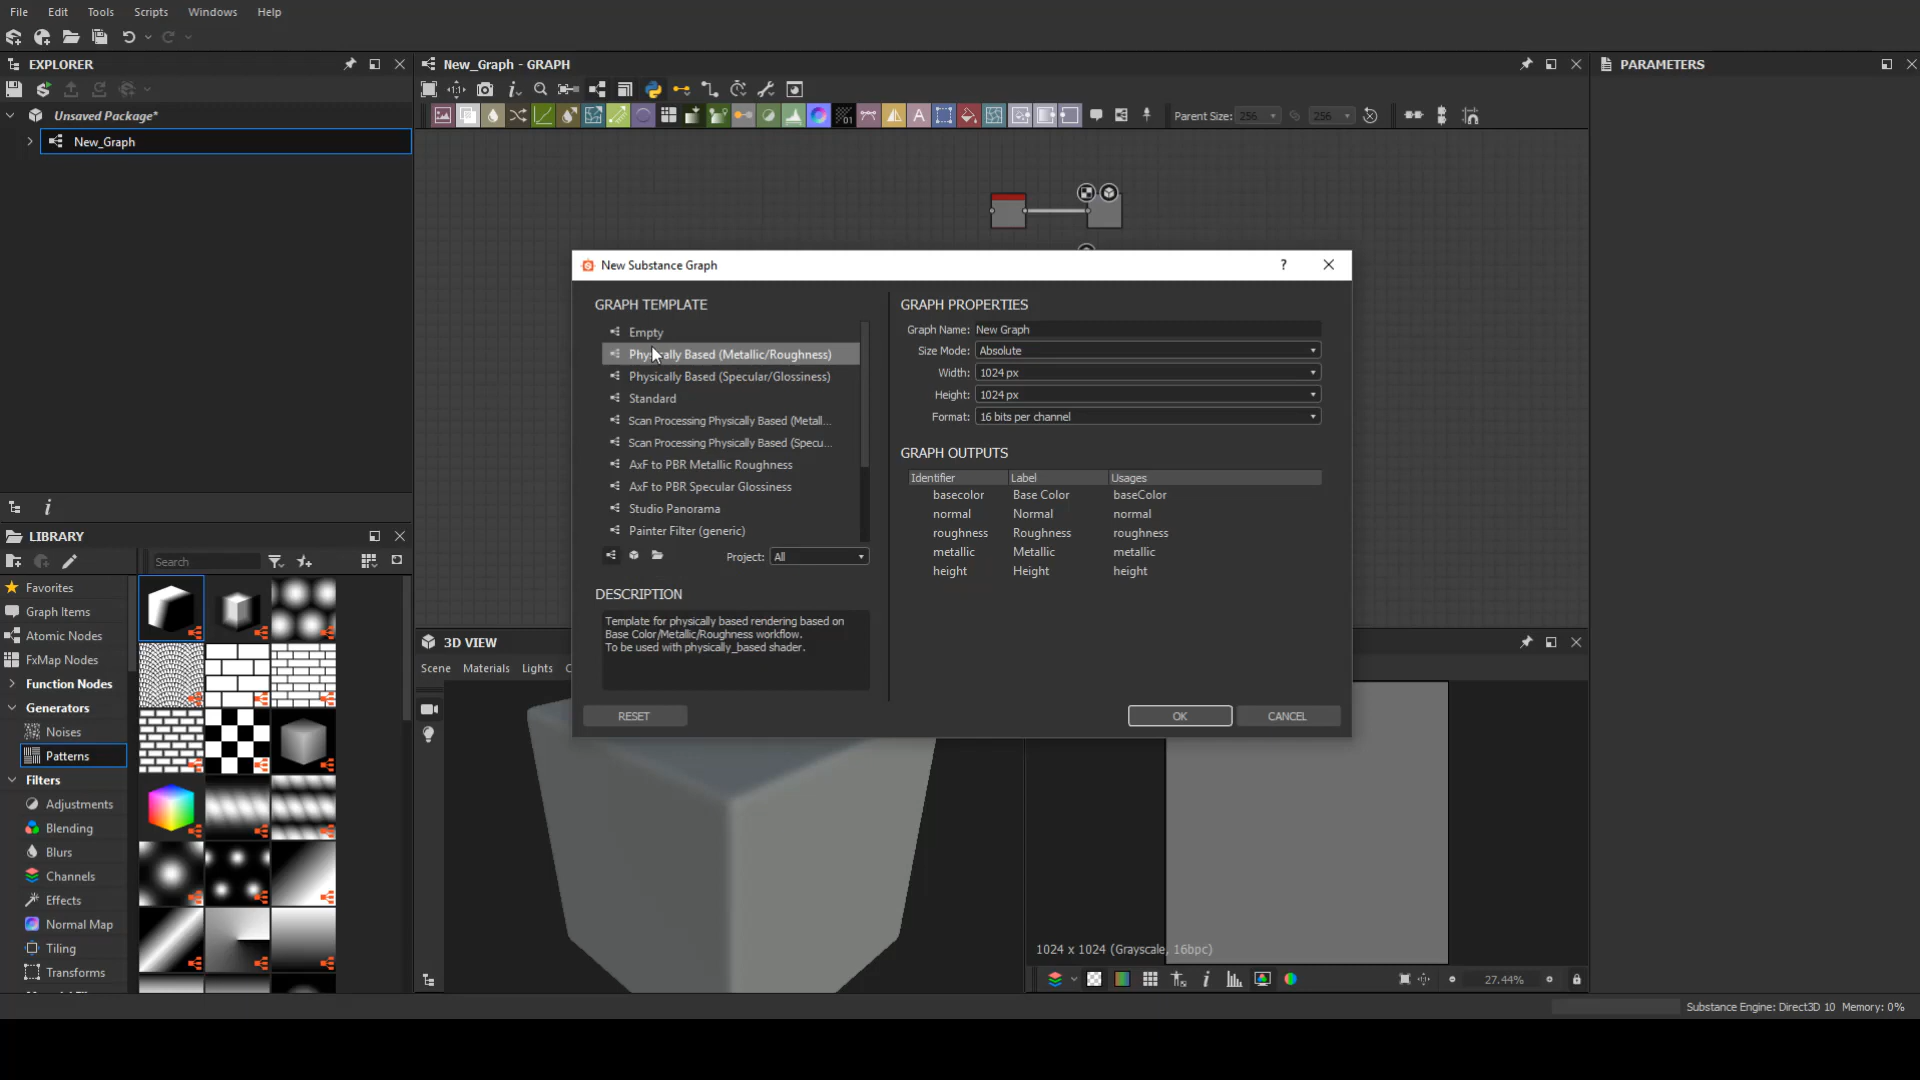 File Edit Tools Scripts Windows Help
EXPLORER
New_Graph - GRAPH
PARAMETERS
Parent Size: 256 256
Unsaved Package*
New_Graph
New Substance Graph ?
GRAPH TEMPLATE
Empty
Physically Based (Metallic/Roughness)
Physically Based (Specular/Glossiness)
Standard
Scan Processing Physically Based (Metall...
Scan Processing Physically Based (Specu...
AxF to PBR Metallic Roughness
AxF to PBR Specular Glossiness
Studio Panorama
Painter Filter (generic)
Project: All
DESCRIPTION
Template for physically based rendering based on
Base Color/Metallic/Roughness workflow.
To be used with physically_based shader.
RESET
GRAPH PROPERTIES
Graph Name: New Graph
Size Mode: Absolute
Width: 1024 px
Height: 1024 px
Format: 16 bits per channel
GRAPH OUTPUTS
Identifier Label Usages
basecolor Base Color baseColor
normal Normal normal
roughness Roughness roughness
metallic Metallic metallic
height Height height
OK CANCEL
LIBRARY
Search
Favorites
Graph Items
Atomic Nodes
FxMap Nodes
Function Nodes
Generators
Noises
Patterns
Filters
Adjustments
Blending
Blurs
Channels
Effects
Normal Map
Tiling
Transforms
3D VIEW
Scene Materials Lights
1024 x 1024 (Grayscale, 16bpc)
27.44%
Substance Engine: Direct3D 10 Memory: 0%